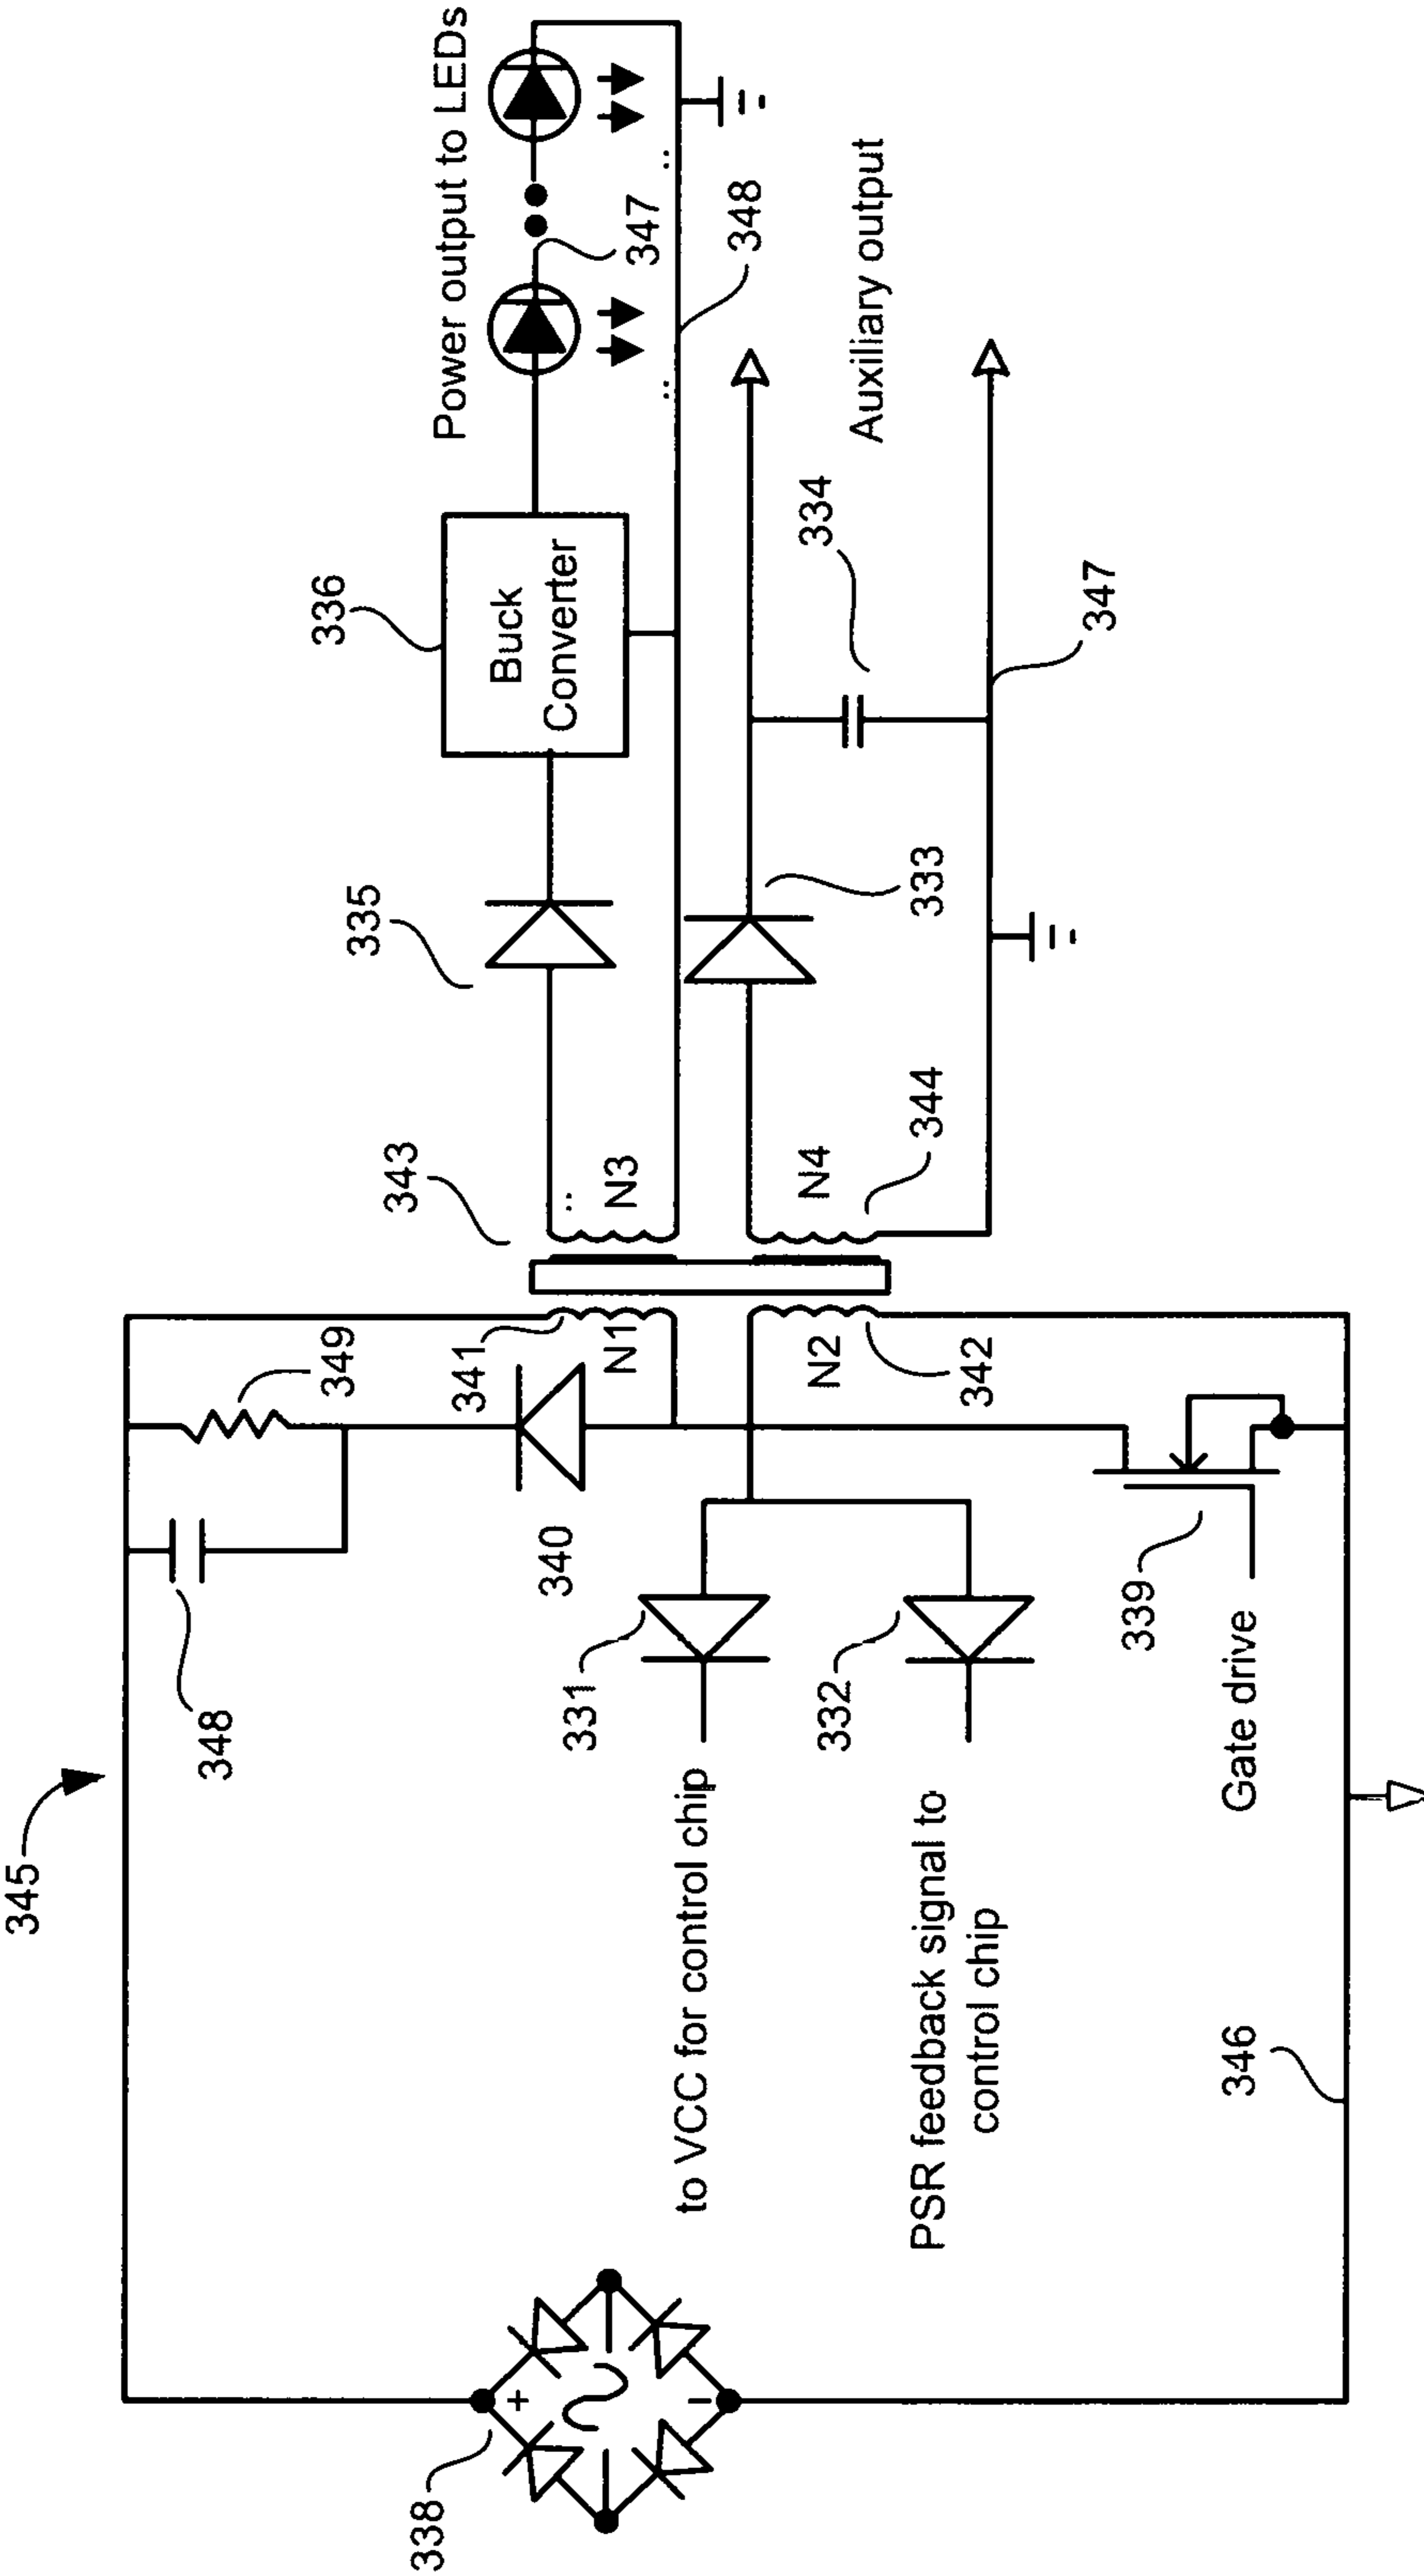 345
348
349
338
+
−
340
341
N1
343
N3
335
336
Buck
Converter
Power output to LEDs
347
348
331
to VCC for control chip
332
PSR feedback signal to
control chip
N2
342
N4
344
333
334
Auxiliary output
347
339
Gate drive
346